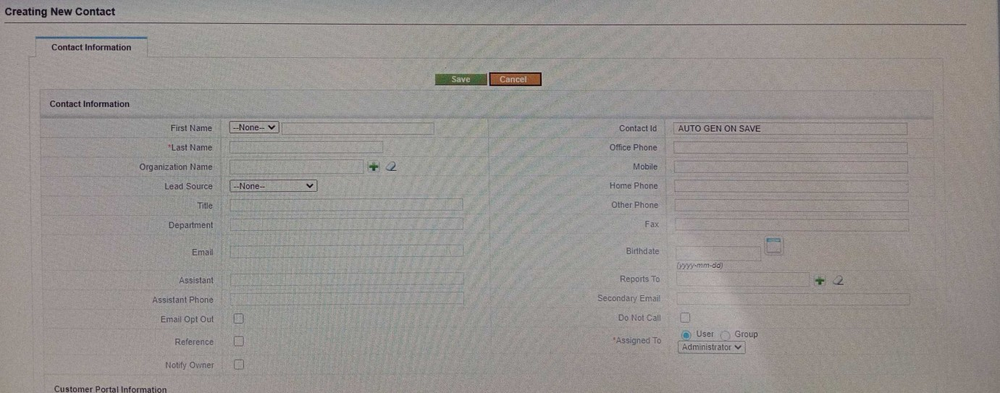 Creating New Contact
Contact Information
Save Cancel
Contact Information
First Name --None-- Contact Id AUTO GEN ON SAVE
*Last Name Office Phone
Organization Name Mobile
Lead Source --None-- Home Phone
Title Other Phone
Department Fax
Email Birthdate
(yyyy-mm-dd)
Assistant Reports To
Assistant Phone Secondary Email
Email Opt Out Do Not Call
Reference *Assigned To User Group
Administrator
Notify Owner
Customer Portal Information